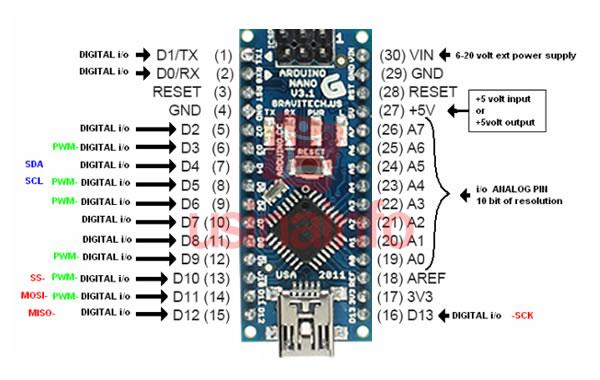 DIGITAL i/o D1/TX (1) (30) VIN 6-20 volt ext power supply
DIGITAL i/o D0/RX (2) (29) GND
RESET (3) (28) RESET
GND (4) (27) +5V
+5 volt input
or
+5volt output
DIGITAL i/o D2 (5) (26) A7
PWM- DIGITAL i/o D3 (6) (25) A6
SDA DIGITAL i/o D4 (7) (24) A5
SCL PWM- DIGITAL i/o D5 (8) (23) A4
i/o ANALOG PIN
10 bit of resolution
PWM- DIGITAL i/o D6 (9) (22) A3
DIGITAL i/o D7 (10) (21) A2
DIGITAL i/o D8 (11) (20) A1
PWM- DIGITAL i/o D9 (12) (19) A0
SS- PWM- DIGITAL i/o D10 (13) (18) AREF
MOSI- PWM- DIGITAL i/o D11 (14) (17) 3V3
MISO- DIGITAL i/o D12 (15) (16) D13 DIGITAL i/o -SCK
ARDUINO
NANO
V3.1
GRAVITECH.US
TX RX PWR
RESET
usinainfo
USA 2011